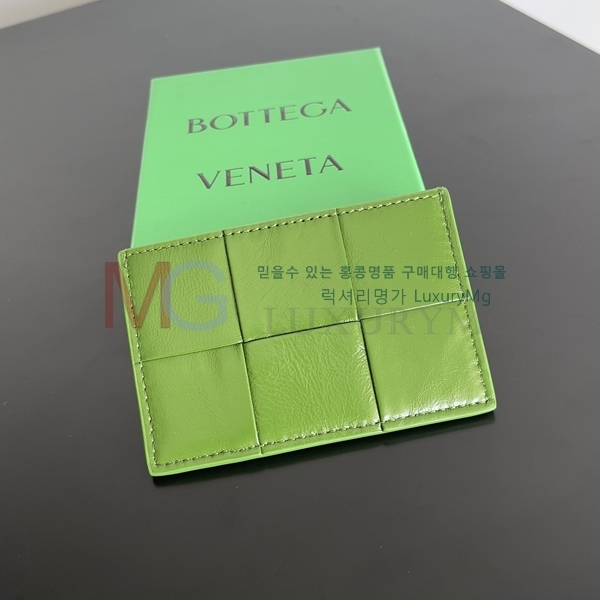 BOTTEGA
VENETA
MG
믿을수 있는 홍콩명품 구매대행 쇼핑몰
럭셔리명가 LuxuryMg
LUXURYM